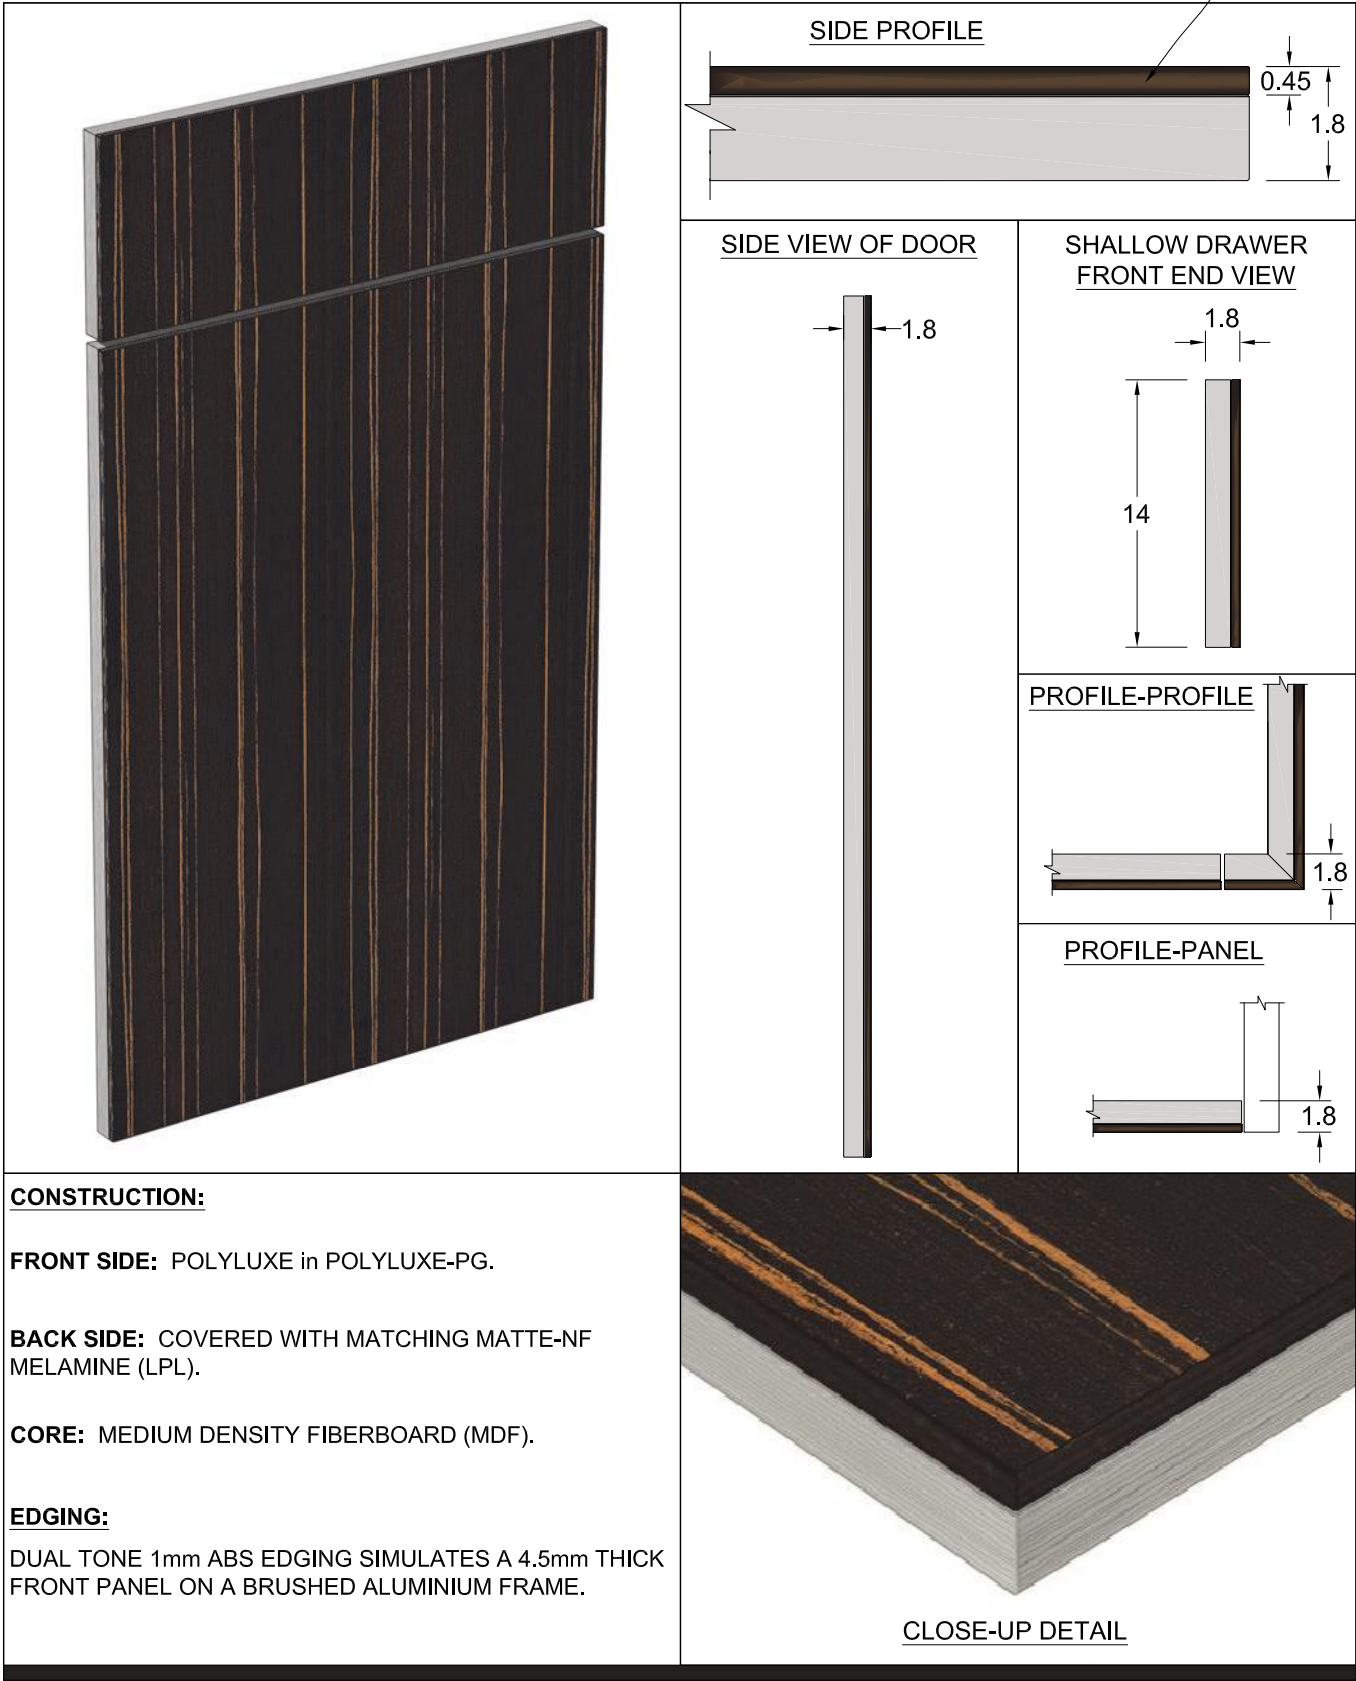 SIDE PROFILE
0.45
1.8
SIDE VIEW OF DOOR
1.8
SHALLOW DRAWER
FRONT END VIEW
1.8
14
PROFILE-PROFILE
1.8
PROFILE-PANEL
1.8
CONSTRUCTION:
FRONT SIDE: POLYLUXE in POLYLUXE-PG.
BACK SIDE: COVERED WITH MATCHING MATTE-NF
MELAMINE (LPL).
CORE: MEDIUM DENSITY FIBERBOARD (MDF).
EDGING:
DUAL TONE 1mm ABS EDGING SIMULATES A 4.5mm THICK
FRONT PANEL ON A BRUSHED ALUMINIUM FRAME.
CLOSE-UP DETAIL